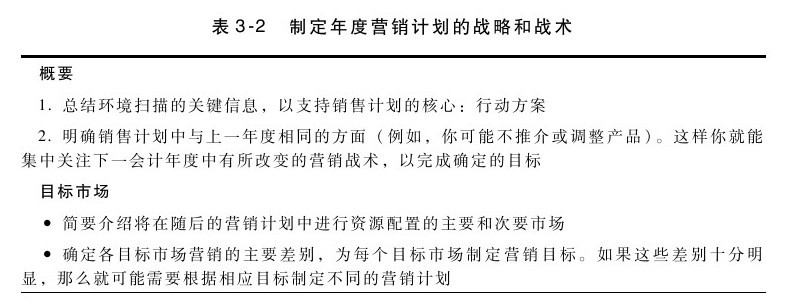 表 3-2 制定年度营销计划的战略和战术
概要
1. 总结环境扫描的关键信息，以支持销售计划的核心：行动方案
2. 明确销售计划中与上一年度相同的方面（例如，你可能不推介或调整产品）。这样你就能
集中关注下一会计年度中有所改变的营销战术，以完成确定的目标
目标市场
● 简要介绍将在随后的营销计划中进行资源配置的主要和次要市场
● 确定各目标市场营销的主要差别，为每个目标市场制定营销目标。如果这些差别十分明
显，那么就可能需要根据相应目标制定不同的营销计划